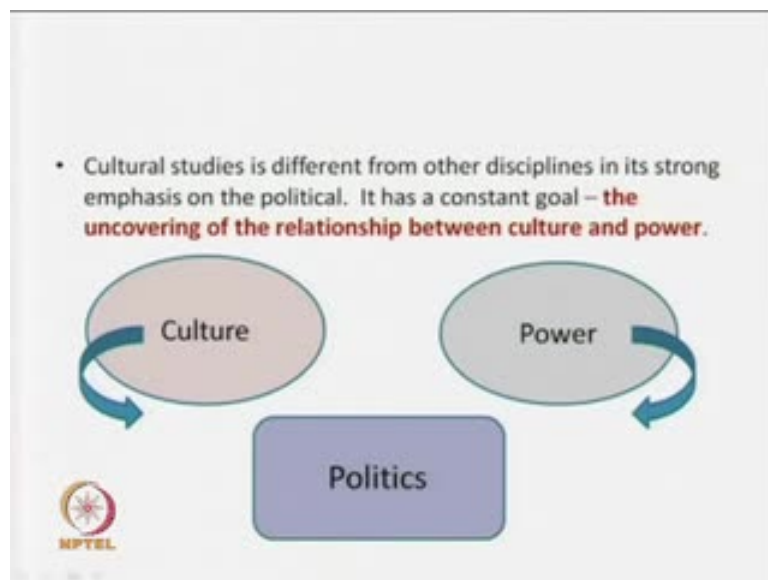 • Cultural studies is different from other disciplines in its strong
emphasis on the political. It has a constant goal – the
uncovering of the relationship between culture and power.
Culture
Power
Politics
NPTEL